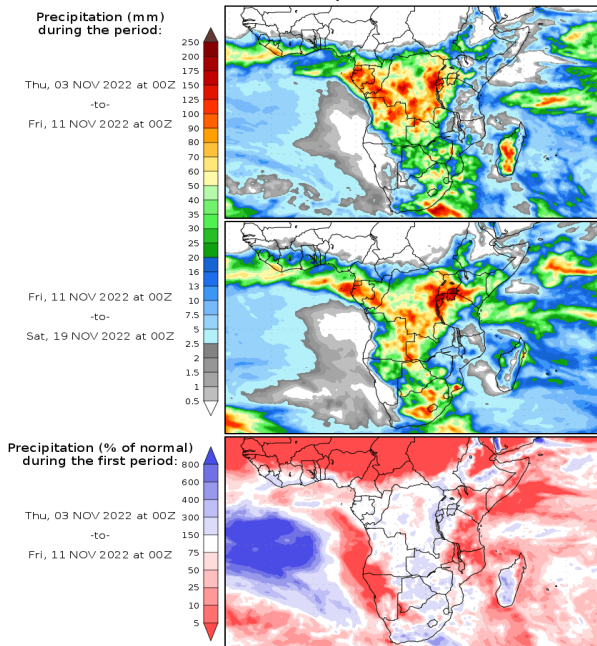 Precipitation (mm)
during the period:
Thu, 03 NOV 2022 at 00Z
-to-
Fri, 11 NOV 2022 at 00Z
250
200
175
150
125
100
90
80
70
60
50
40
35
30
25
20
16
13
10
7.5
5
2.5
2
1.5
1
0.5
Fri, 11 NOV 2022 at 00Z
-to-
Sat, 19 NOV 2022 at 00Z
Precipitation (% of normal)
during the first period:
Thu, 03 NOV 2022 at 00Z
-to-
Fri, 11 NOV 2022 at 00Z
800
600
400
300
150
75
50
25
10
5